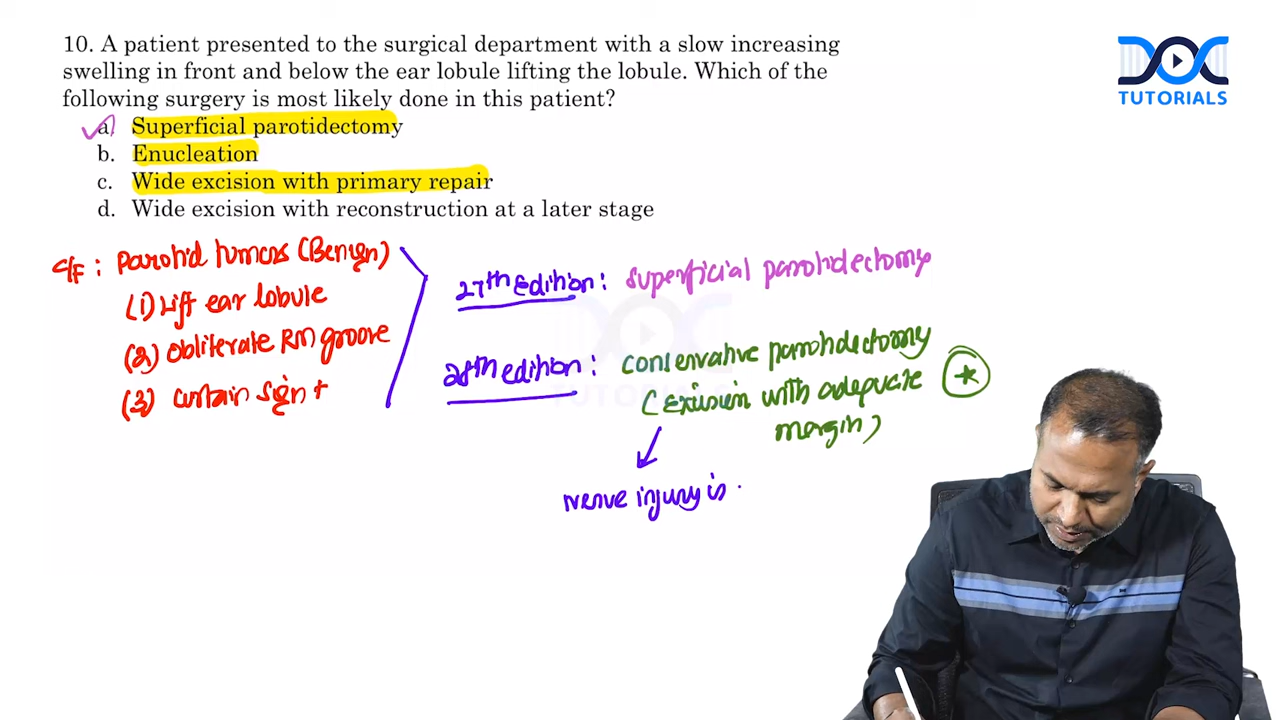 10. A patient presented to the surgical department with a slow increasing
swelling in front and below the ear lobule lifting the lobule. Which of the
following surgery is most likely done in this patient?
a. Superficial parotidectomy
b. Enucleation
c. Wide excision with primary repair
d. Wide excision with reconstruction at a later stage
DOC
TUTORIALS
C/F : Parotid tumors (Benign)
(1) Lift ear lobule
(2) Obliterate RM groove
(3) curtain sign +
27th Edition : superficial parotidectomy
28th edition : conservative parotidectomy
(Excision with adequate
margin)
nerve injury is
TUTORIALS